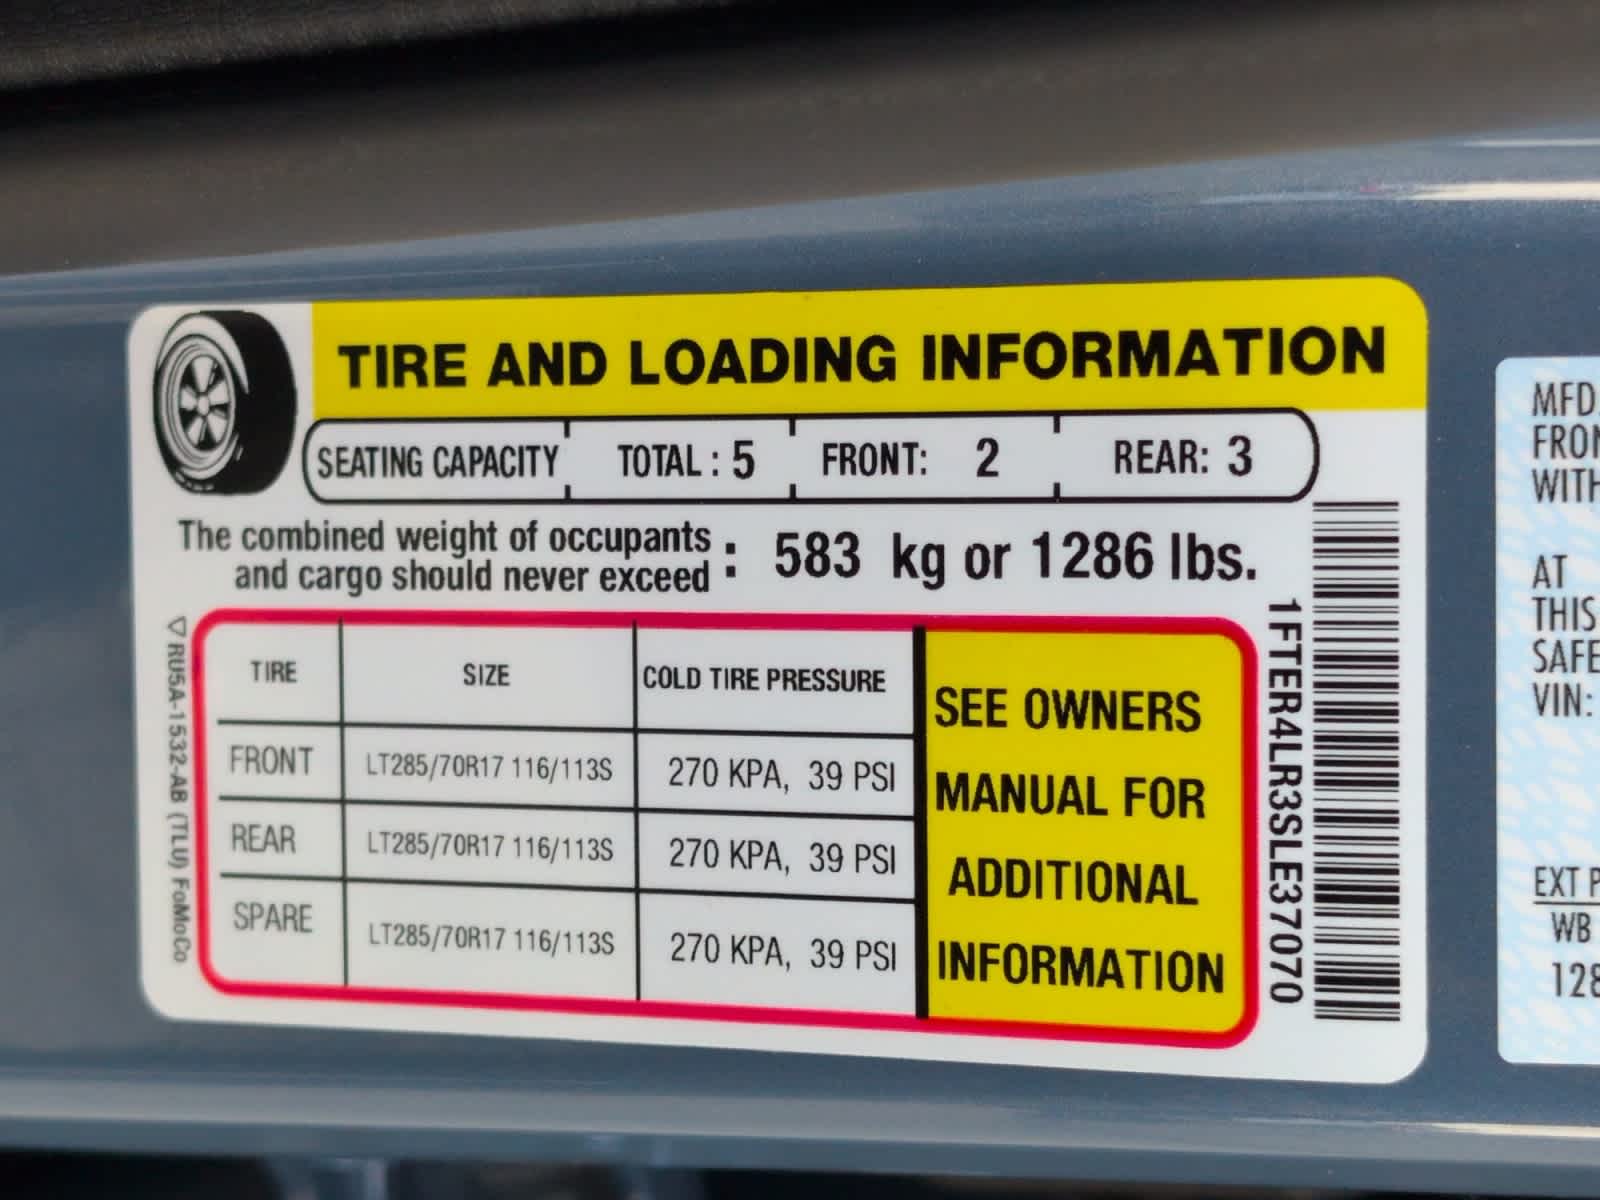 TIRE AND LOADING INFORMATION
SEATING CAPACITY TOTAL : 5 FRONT: 2 REAR: 3
The combined weight of occupants
and cargo should never exceed : 583 kg or 1286 lbs.
TIRE SIZE COLD TIRE PRESSURE
FRONT LT285/70R17 116/113S 270 KPA, 39 PSI
REAR LT285/70R17 116/113S 270 KPA, 39 PSI
SPARE LT285/70R17 116/113S 270 KPA, 39 PSI
SEE OWNERS
MANUAL FOR
ADDITIONAL
INFORMATION
1FTER4LR3SLE37070
RU5A-1532-AB (TLU) FoMoCo
MFD.
FRON
WITH
AT
THIS
SAFE
VIN:
EXT P
WB
128